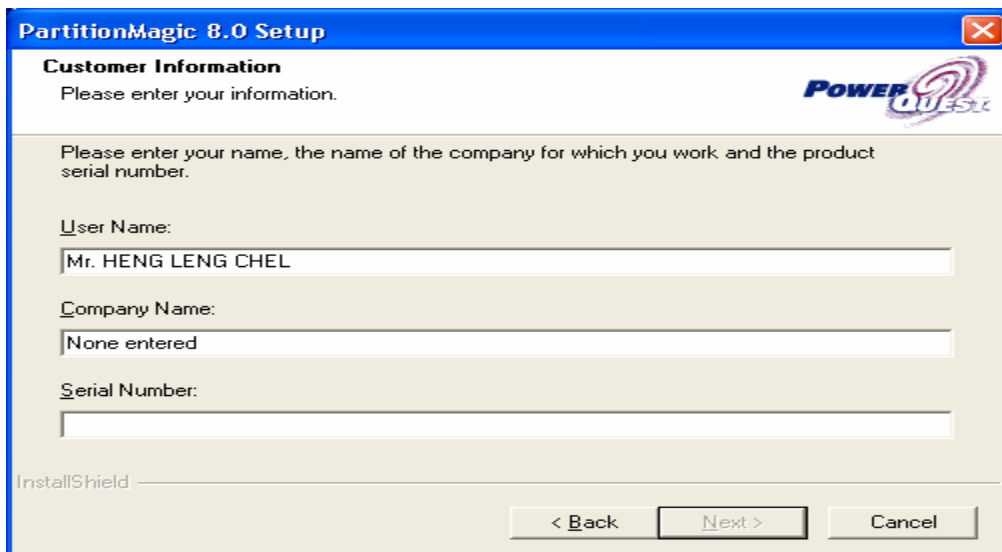 PartitionMagic 8.0 Setup
Customer Information
Please enter your information.
POWERQUEST
Please enter your name, the name of the company for which you work and the product
serial number.
User Name:
Mr. HENG LENG CHEL
Company Name:
None entered
Serial Number:
InstallShield
< Back Next > Cancel